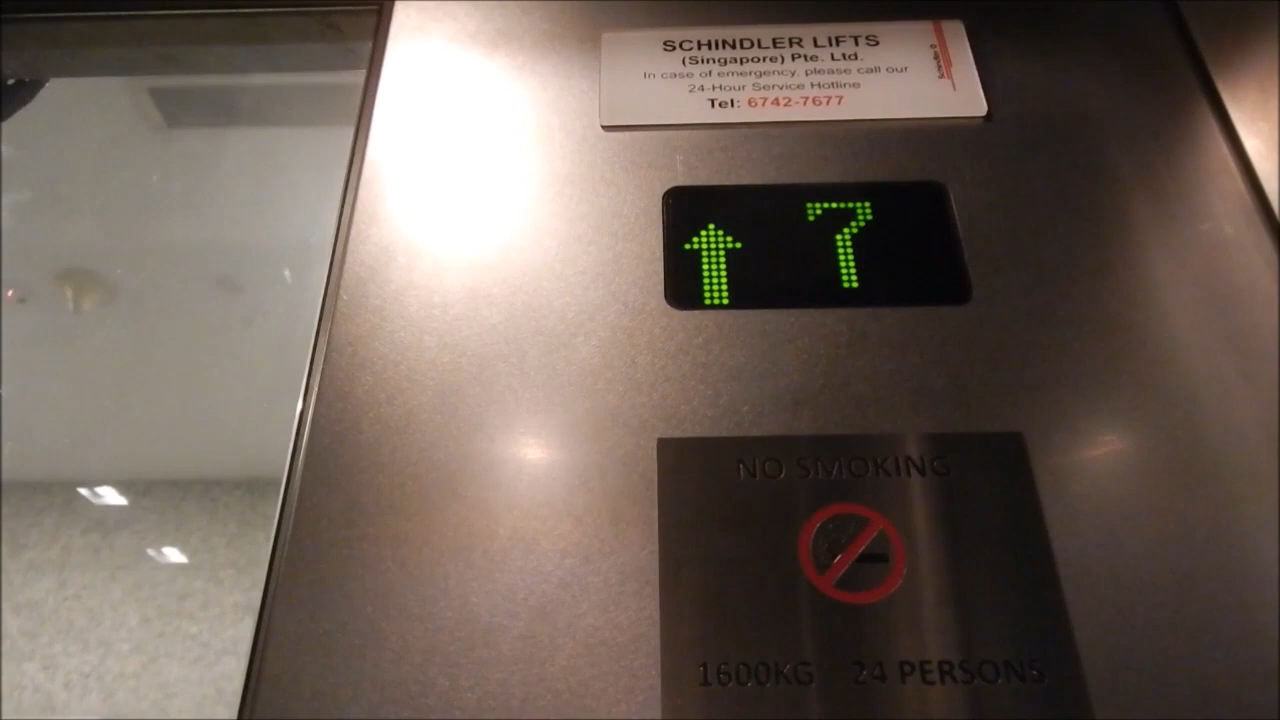 SCHINDLER LIFTS
(Singapore) Pte. Ltd.
In case of emergency, please call our
24-Hour Service Hotline
Tel: 6742-7677
Schindler
7
NO SMOKING
1600KG 24 PERSONS